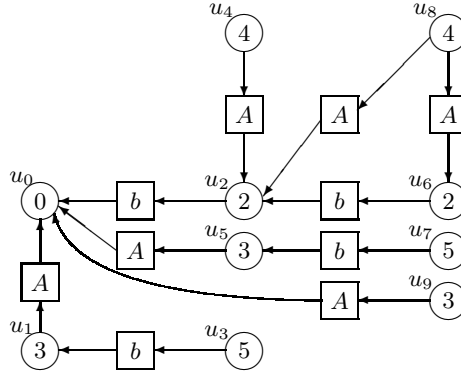 u₄ u₈
4 4
A A A
u₀ u₂ u₆
0 b 2 b 2
u₅ u₇
A 3 b 5
u₉
A A 3
u₁ u₃
3 b 5